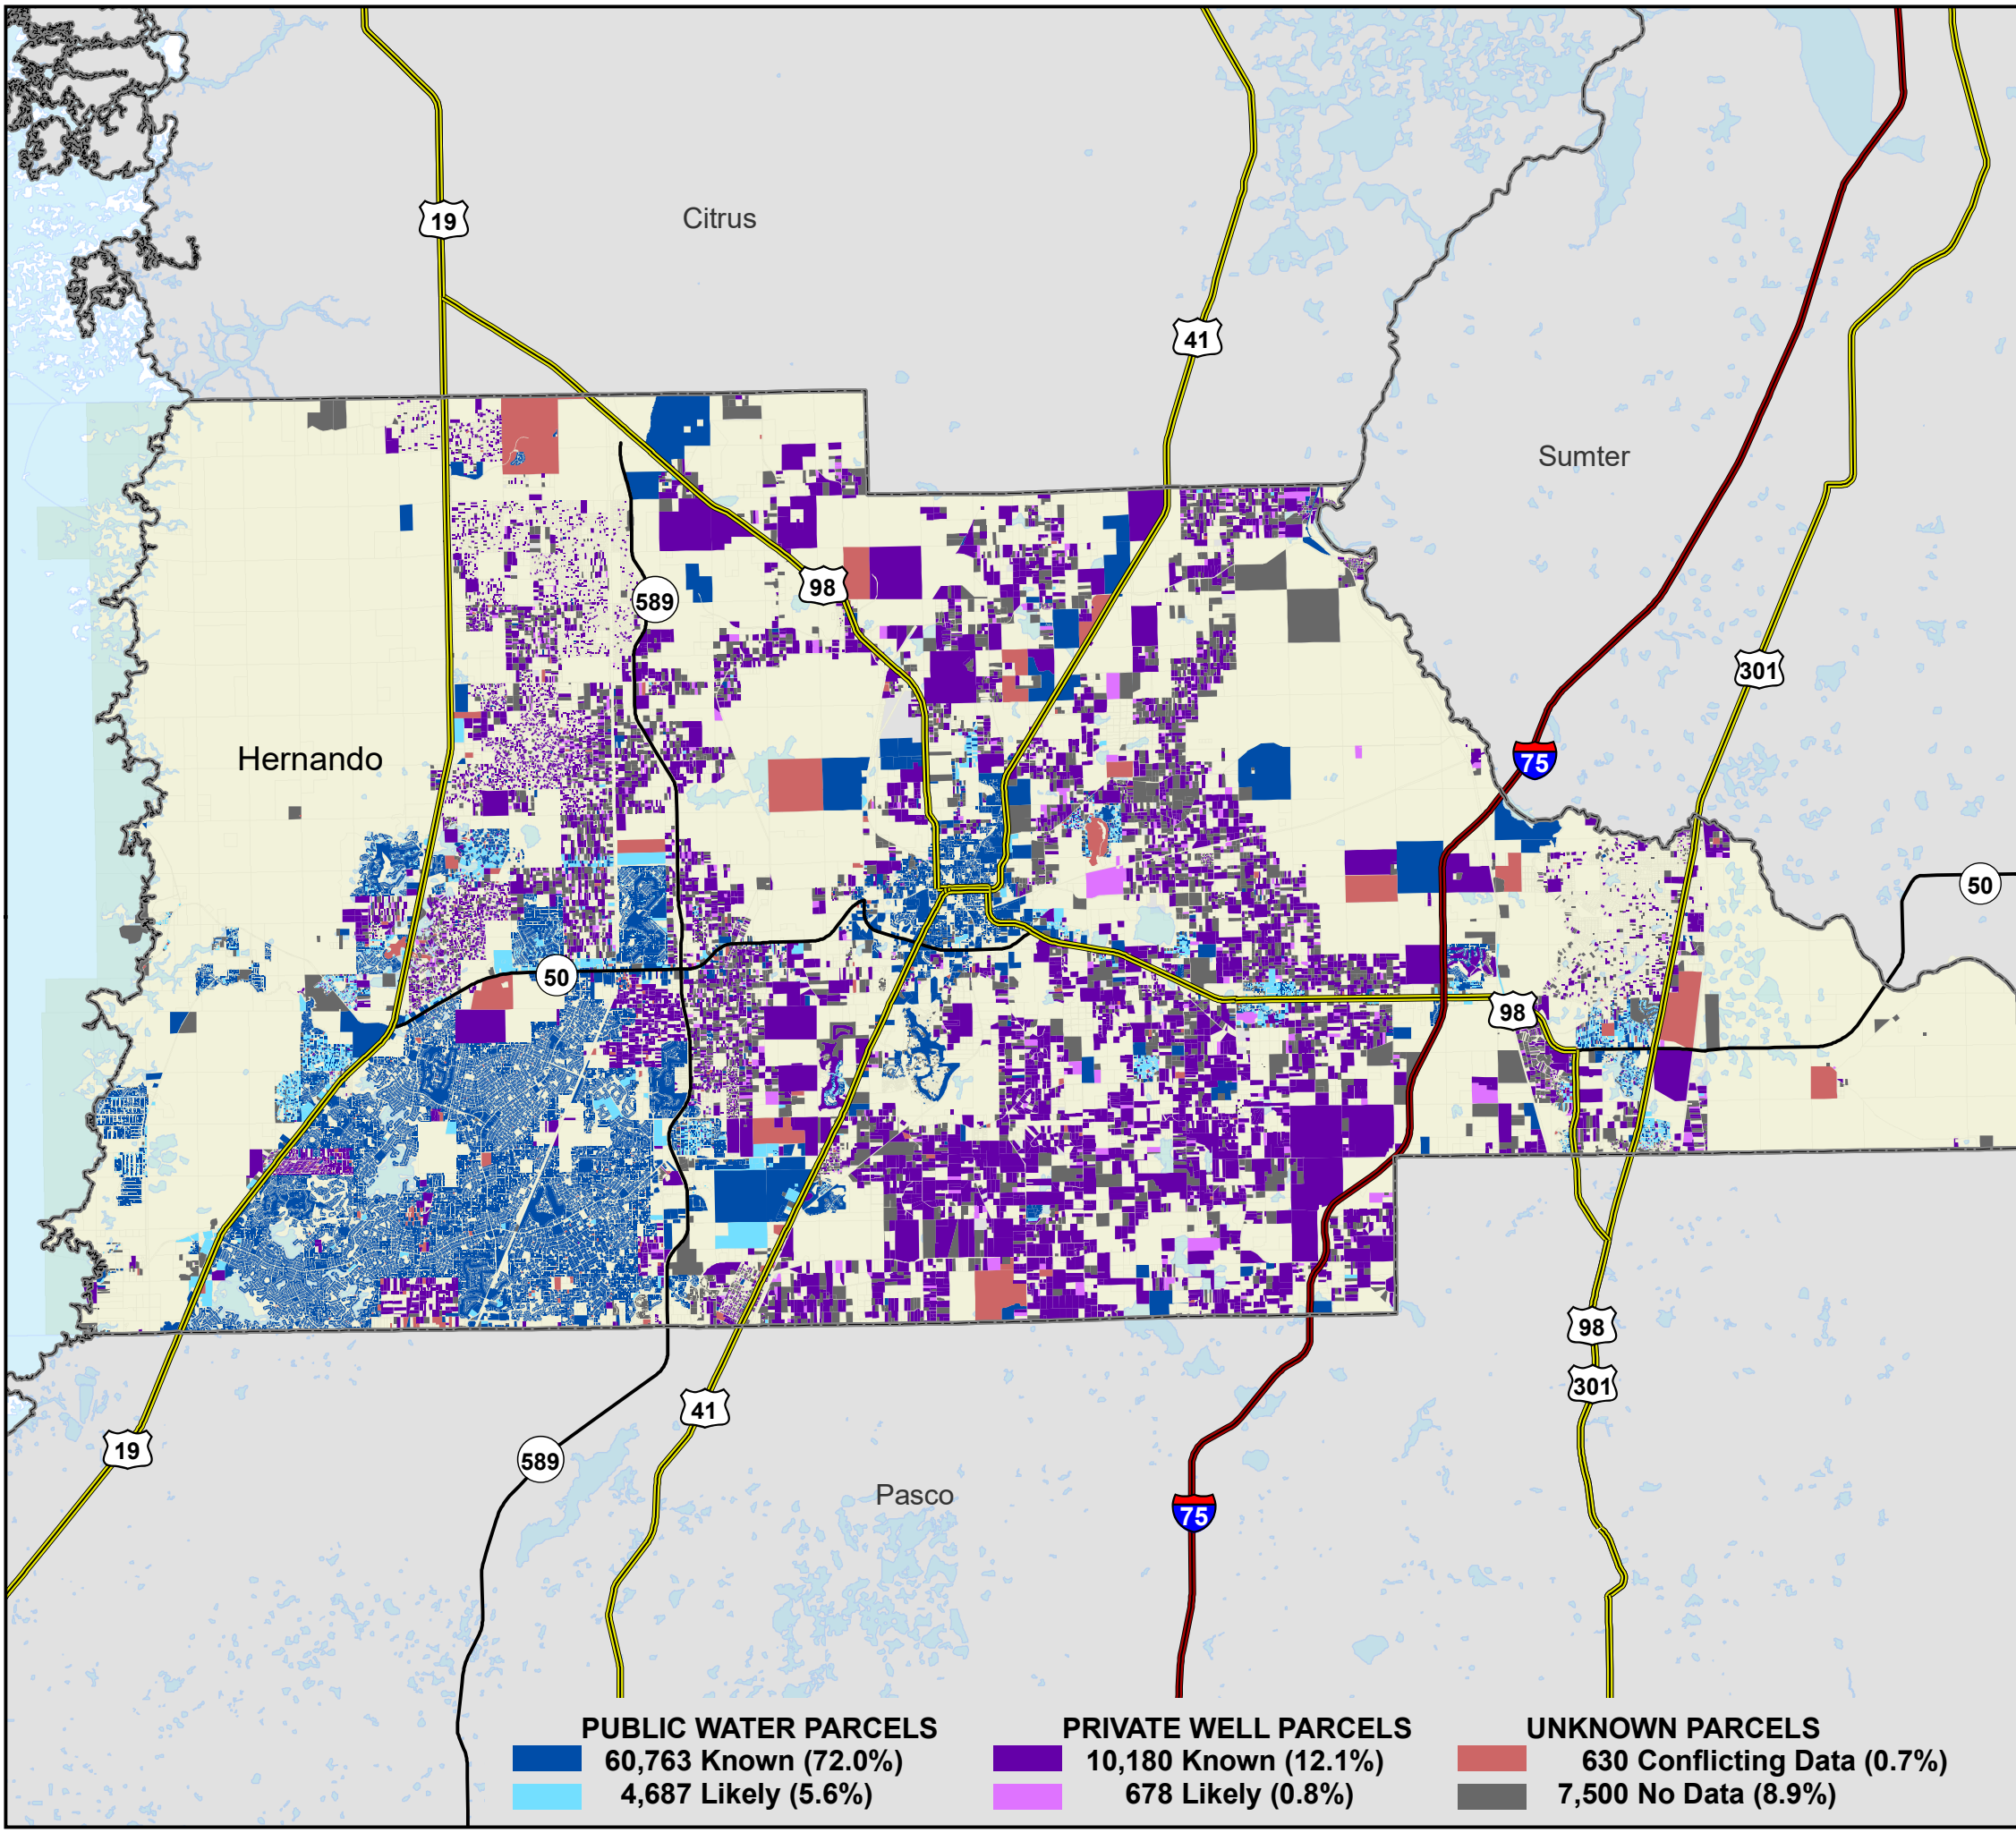 19
Citrus
41
Sumter
98
589
301
Hernando
75
50
50
98
98
301
41
19
589
Pasco
75
PUBLIC WATER PARCELS
60,763 Known (72.0%)
4,687 Likely (5.6%)
PRIVATE WELL PARCELS
10,180 Known (12.1%)
678 Likely (0.8%)
UNKNOWN PARCELS
630 Conflicting Data (0.7%)
7,500 No Data (8.9%)